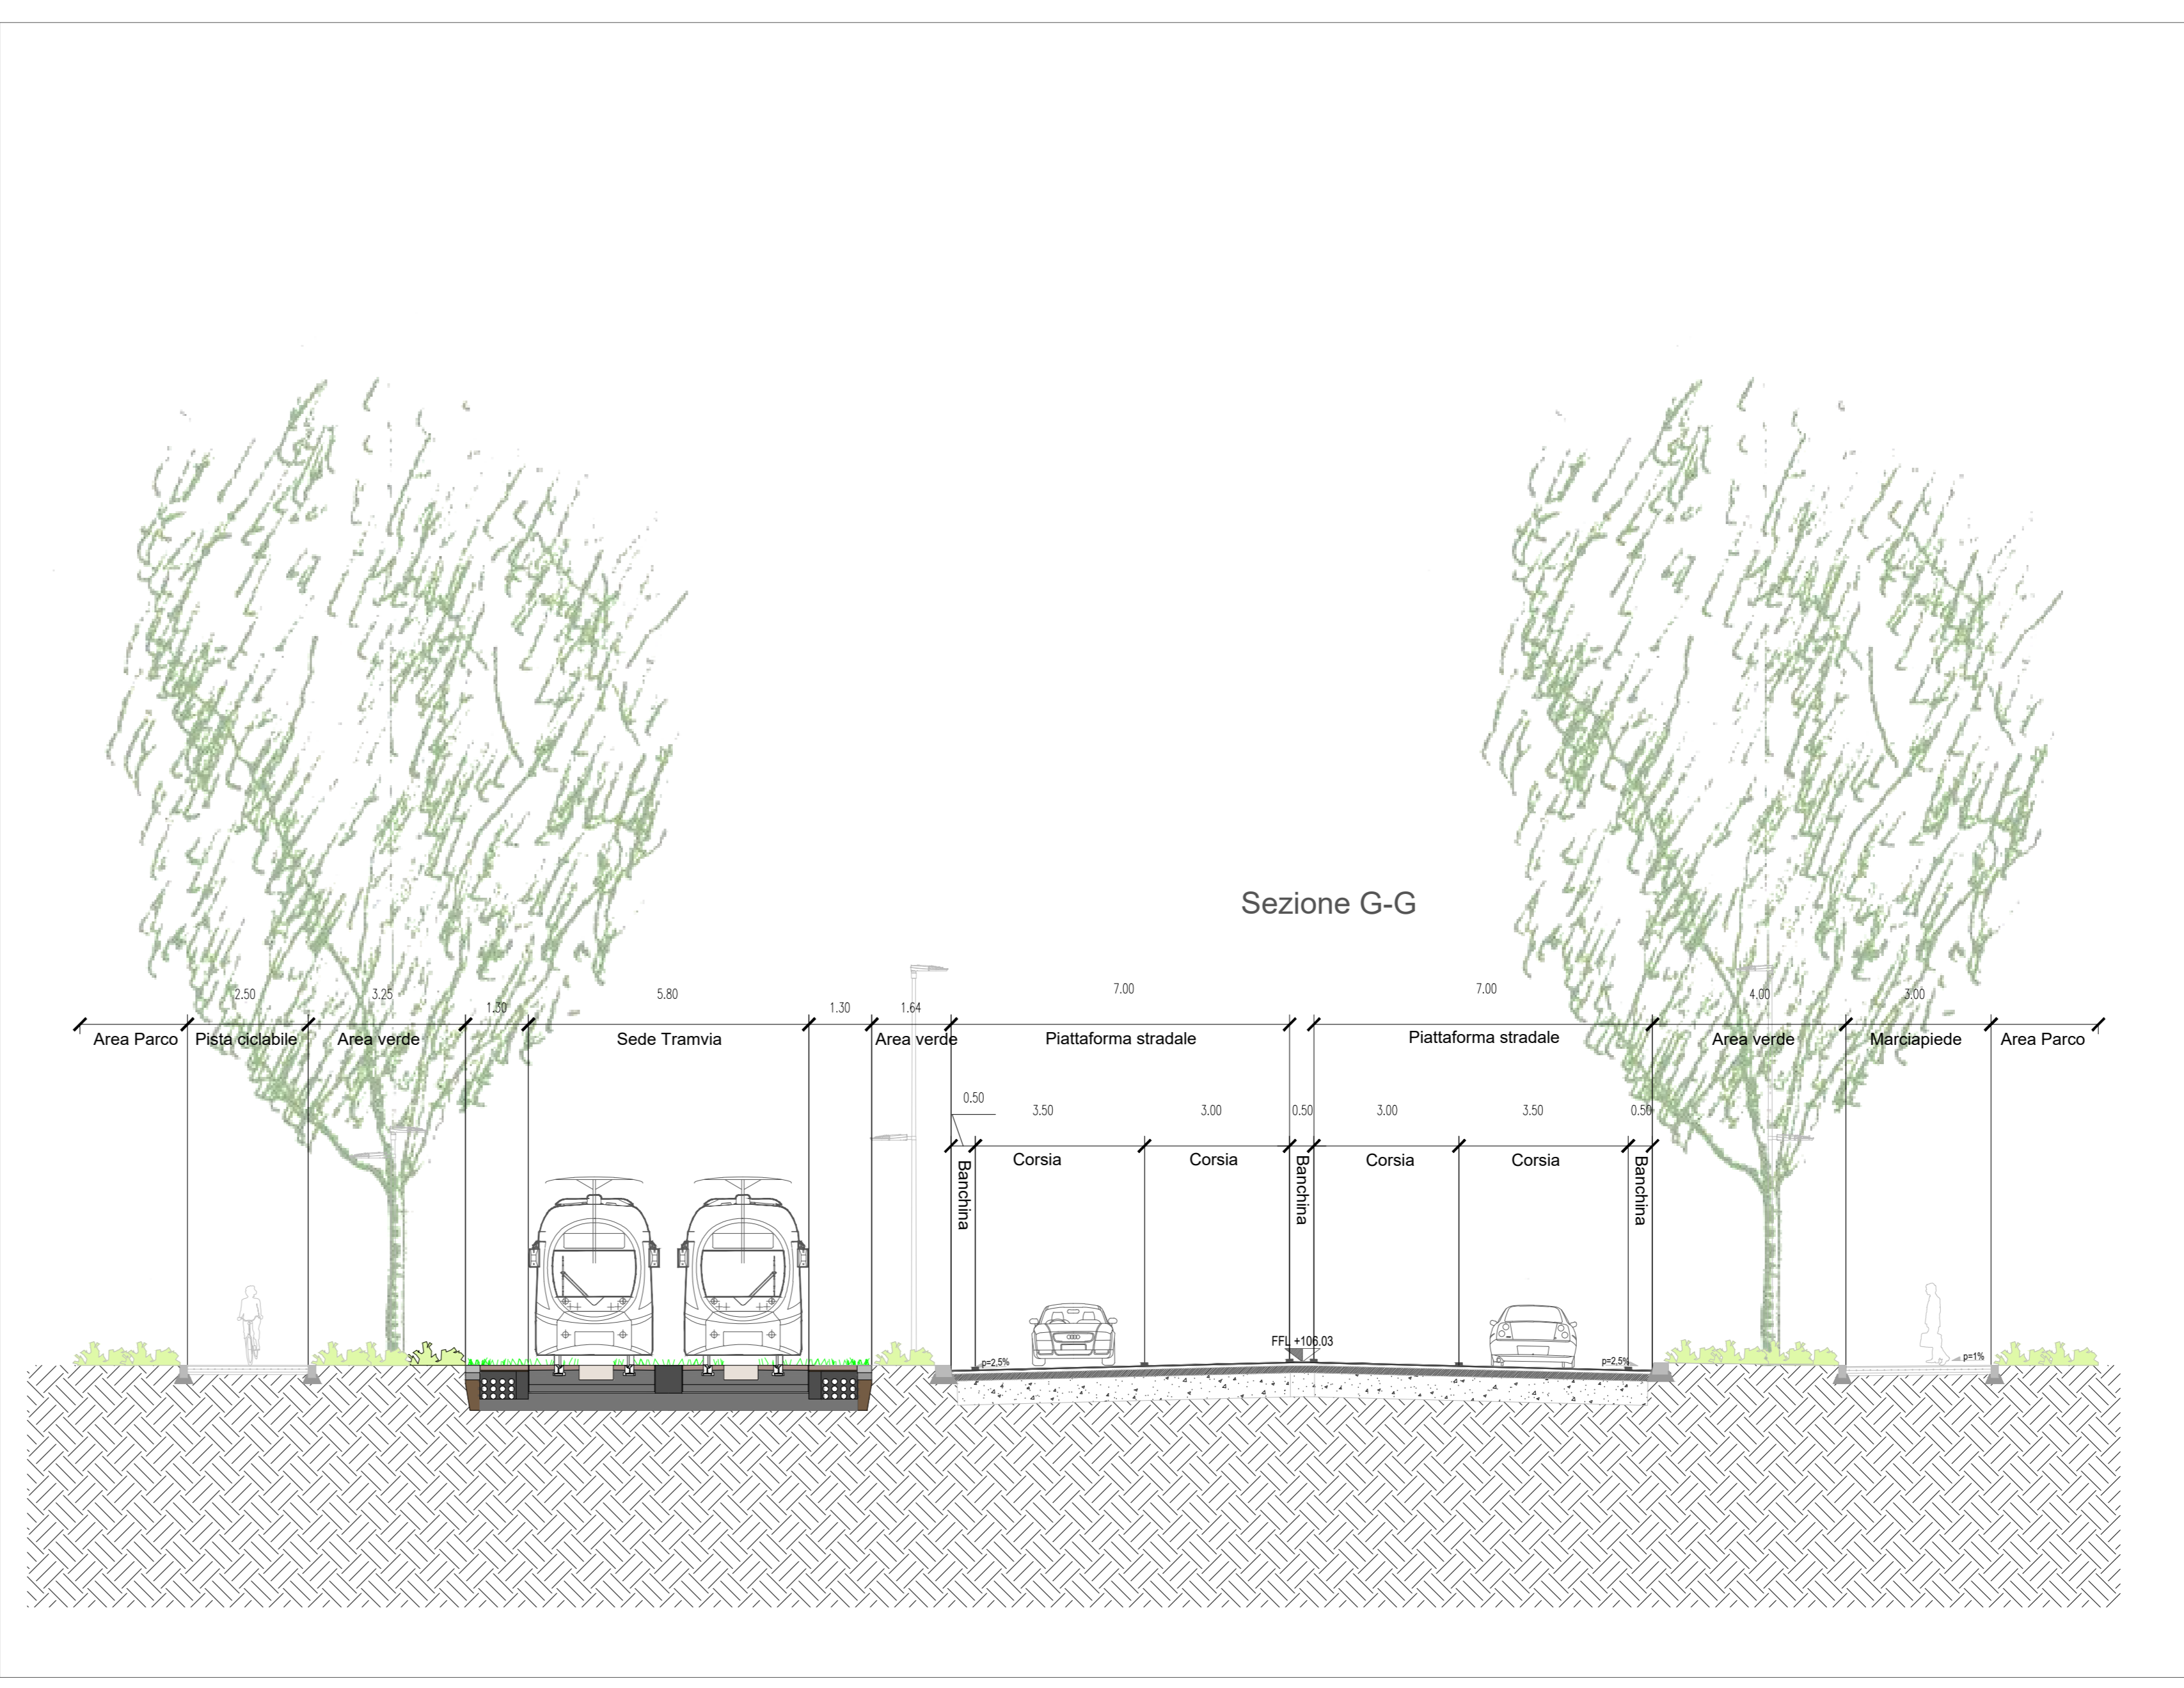 Sezione G-G
2.50
3.25
1.30
5.80
1.30
1.64
7.00
7.00
4.00
3.00
Area Parco
Pista ciclabile
Area verde
Sede Tramvia
Area verde
Piattaforma stradale
Piattaforma stradale
Area verde
Marciapiede
Area Parco
0.50
3.50
3.00
0.50
3.00
3.50
0.50
Banchina
Corsia
Corsia
Banchina
Corsia
Corsia
Banchina
FFL +106.03
p=2,5%
p=2,5%
p=1%